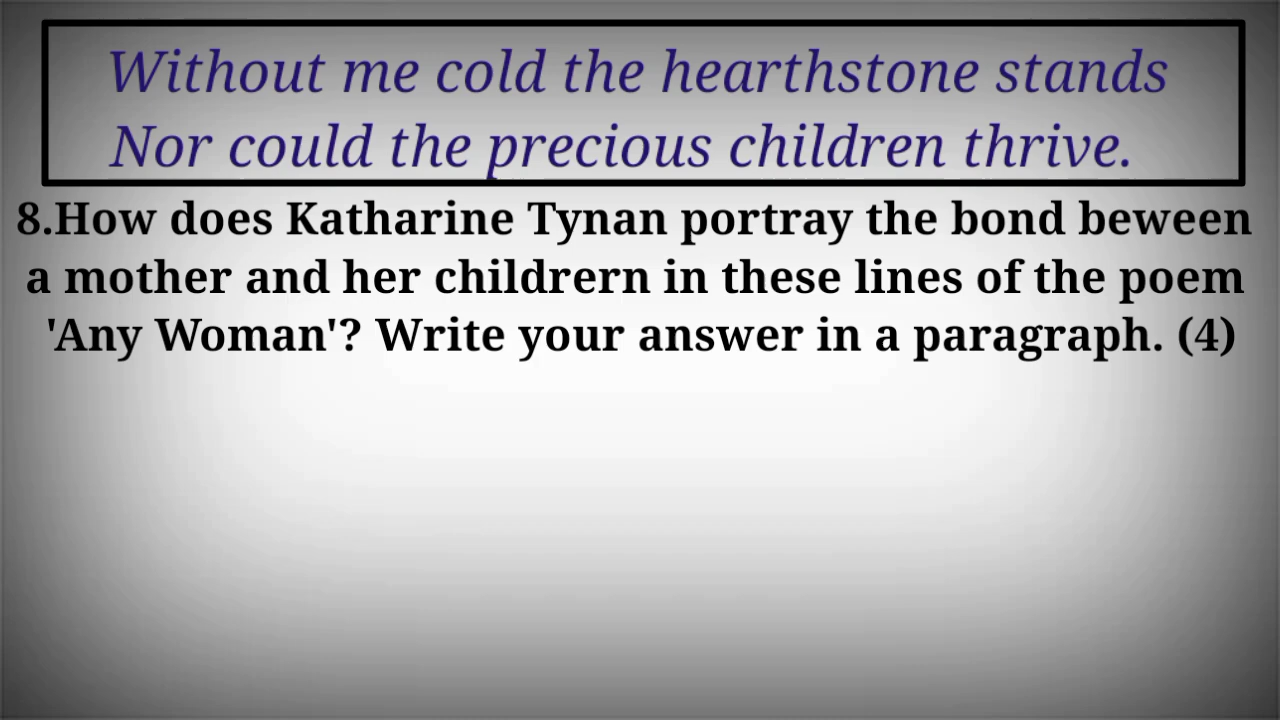 Without me cold the hearthstone stands
Nor could the precious children thrive.
8.How does Katharine Tynan portray the bond beween
a mother and her childrern in these lines of the poem
'Any Woman'? Write your answer in a paragraph. (4)